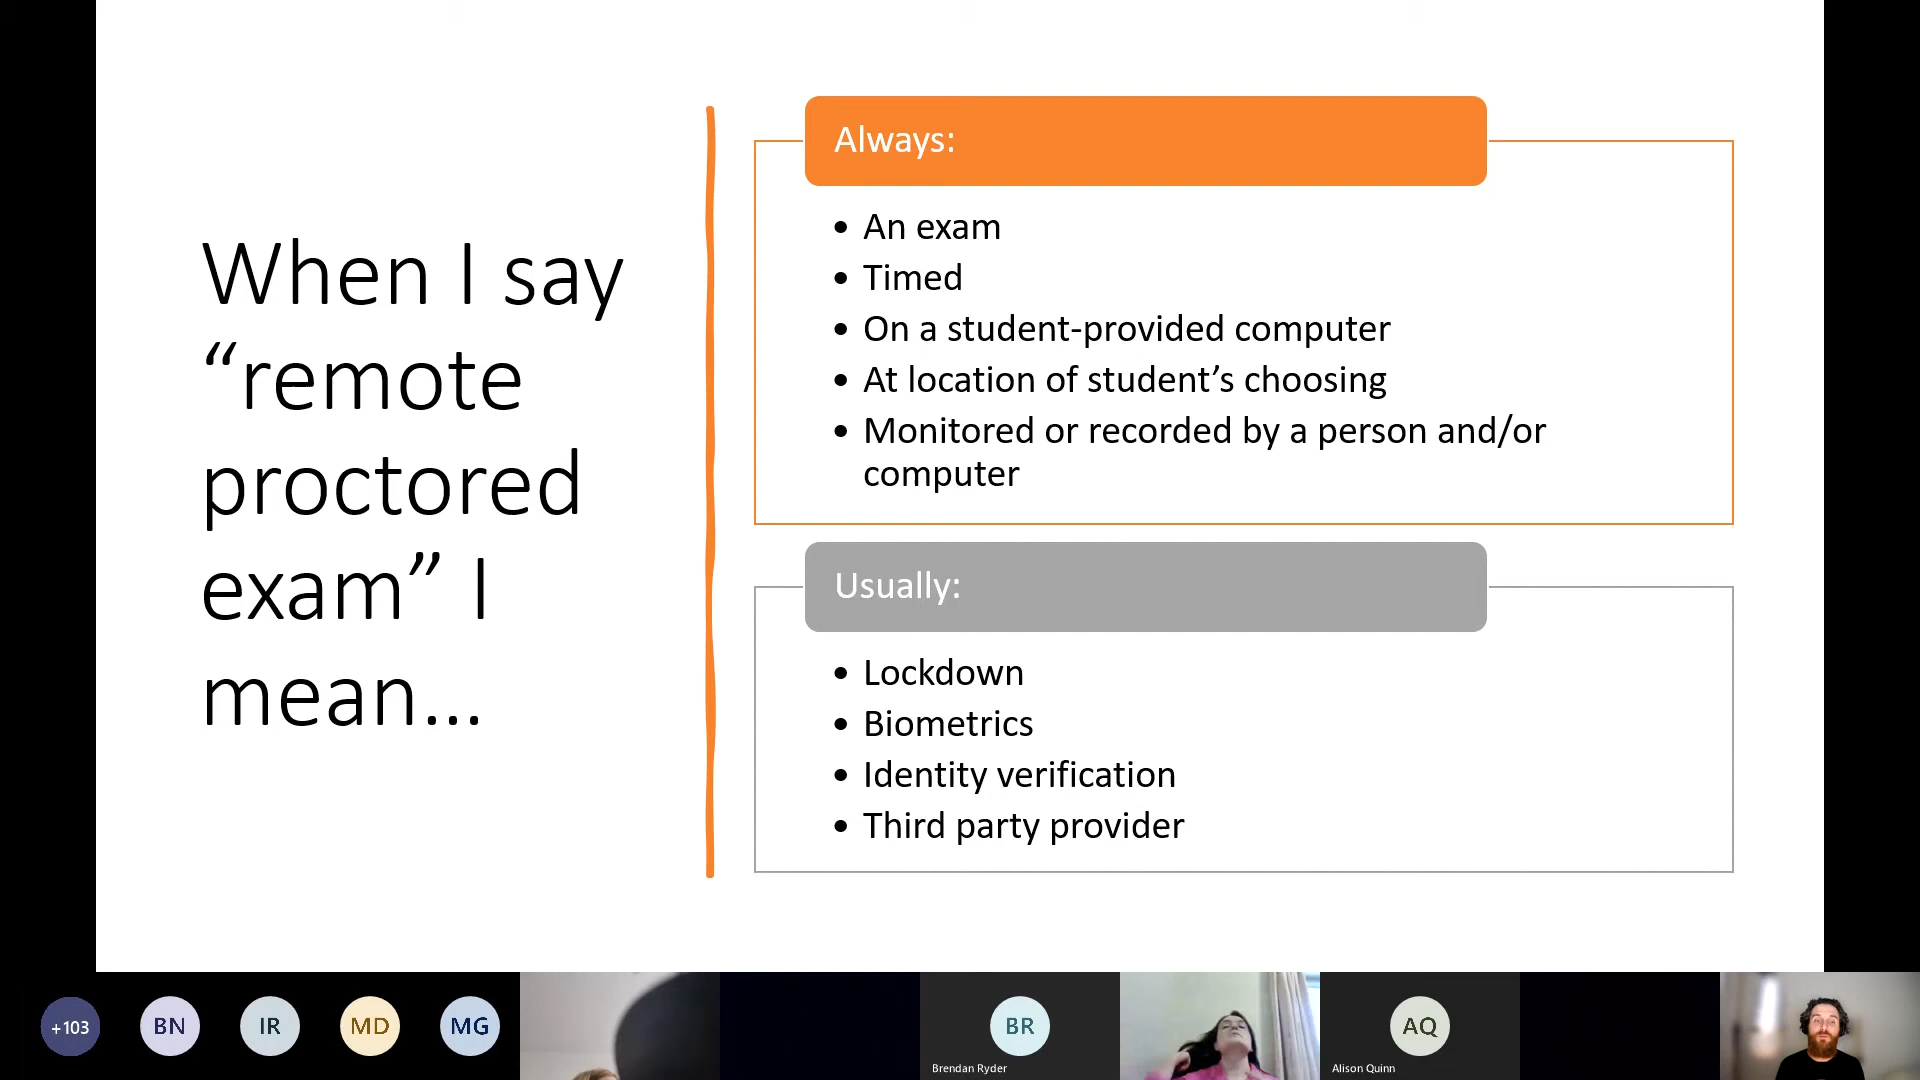 When I say
“remote
proctored
exam” I
mean...
Always:
• An exam
• Timed
• On a student-provided computer
• At location of student’s choosing
• Monitored or recorded by a person and/or
computer
Usually:
• Lockdown
• Biometrics
• Identity verification
• Third party provider
+103
BN
IR
MD
MG
BR
Brendan Ryder
AQ
Alison Quinn